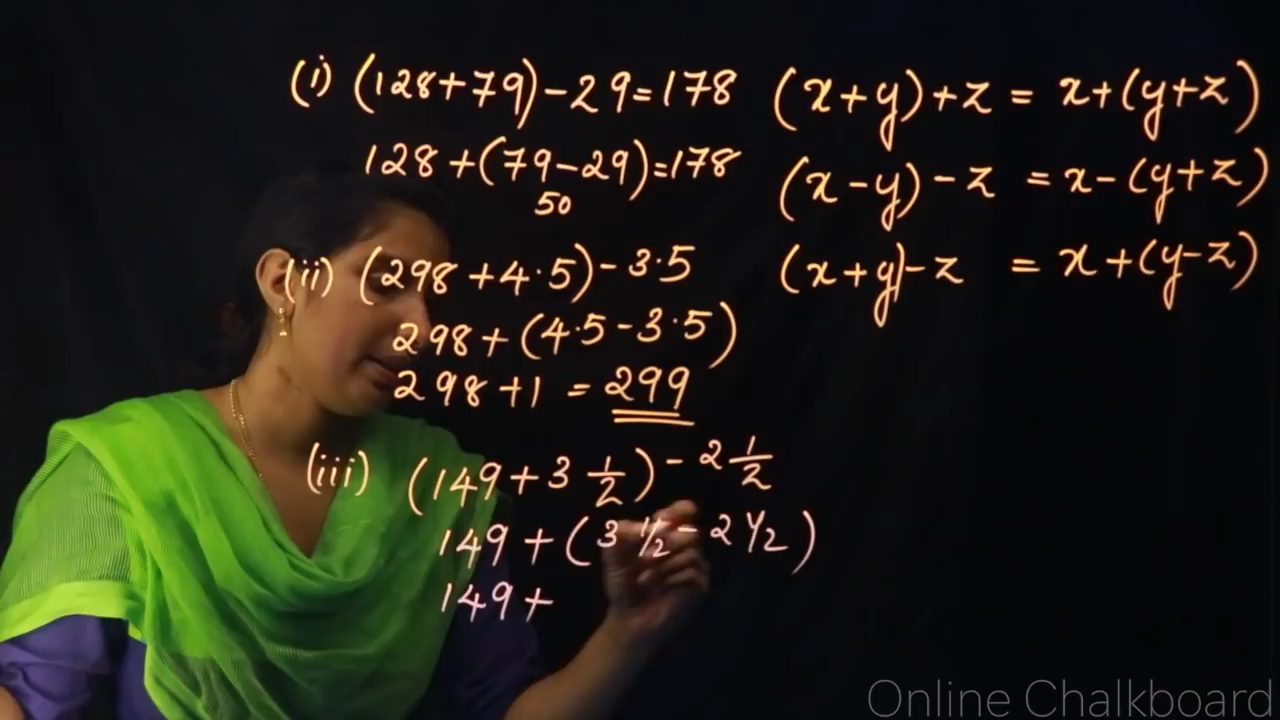 (i) (128+79)-29=178
128+(79-29)=178
50
(ii) (298+4·5)-3·5
298+(4·5-3·5)
298+1 = 299
(iii) (149+3 1/2)-2 1/2
149+(3 1/2-2 1/2)
149+
(x+y)+z = x+(y+z)
(x-y)-z = x-(y+z)
(x+y)-z = x+(y-z)
Online Chalkboard